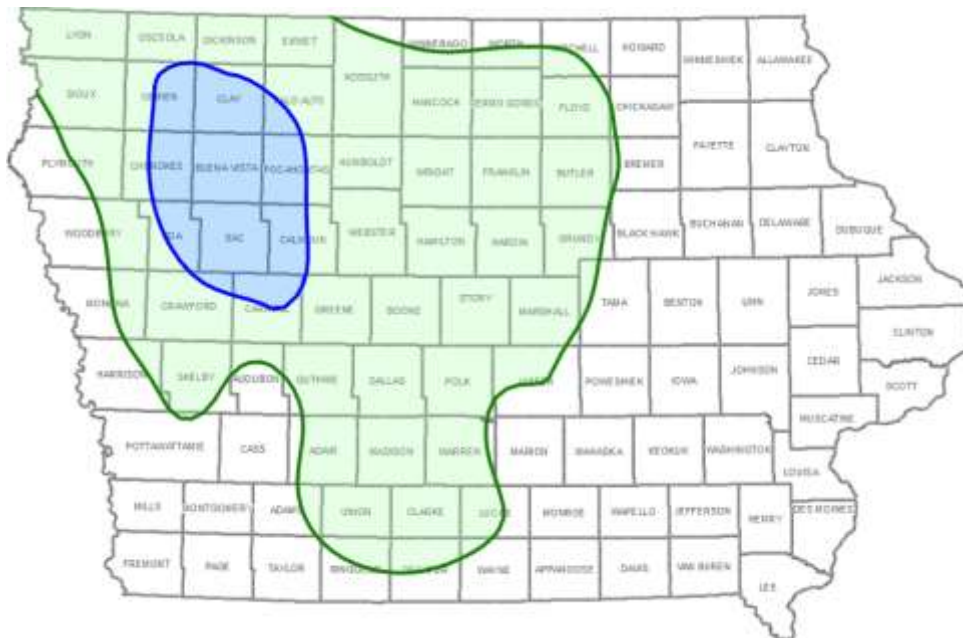 LYON OSCEOLA DICKINSON EMMET WINNEBAGO WORTH MITCHELL HOWARD WINNESHIEK ALLAMAKEE
KOSSUTH
SIOUX O'BRIEN CLAY PALO ALTO HANCOCK CERRO GORDO FLOYD CHICKASAW
PLYMOUTH CHEROKEE BUENA VISTA POCAHONTAS HUMBOLDT WRIGHT FRANKLIN BUTLER BREMER FAYETTE CLAYTON
WOODBURY IDA SAC CALHOUN WEBSTER HAMILTON HARDIN GRUNDY BLACK HAWK BUCHANAN DELAWARE DUBUQUE
MONONA CRAWFORD CARROLL GREENE BOONE STORY MARSHALL TAMA BENTON LINN JONES JACKSON
CLINTON
HARRISON SHELBY AUDUBON GUTHRIE DALLAS POLK JASPER POWESHIEK IOWA JOHNSON CEDAR SCOTT
MUSCATINE
POTTAWATTAMIE CASS ADAIR MADISON WARREN MARION MAHASKA KEOKUK WASHINGTON LOUISA
MILLS MONTGOMERY ADAMS UNION CLARKE LUCAS MONROE WAPELLO JEFFERSON HENRY DES MOINES
FREMONT PAGE TAYLOR RINGGOLD DECATUR WAYNE APPANOOSE DAVIS VAN BUREN LEE